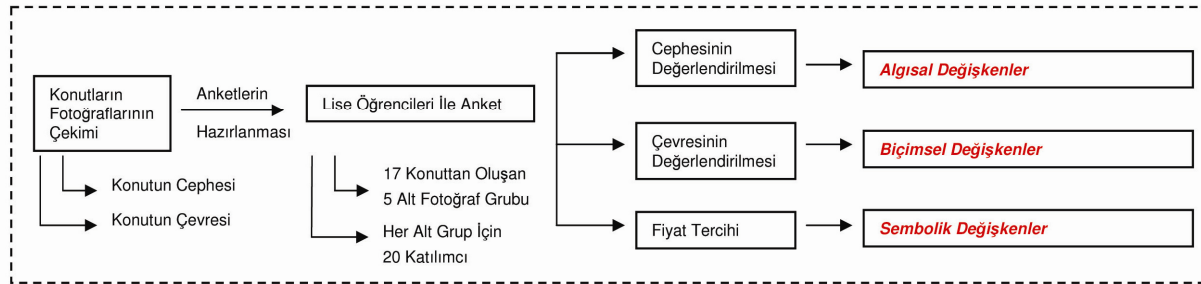 Konutların
Fotoğraflarının
Çekimi
Konutun Cephesi
Konutun Çevresi
Anketlerin
Hazırlanması
Lise Öğrencileri İle Anket
17 Konuttan Oluşan
5 Alt Fotoğraf Grubu
Her Alt Grup İçin
20 Katılımcı
Cephesinin
Değerlendirilmesi
Algısal Değişkenler
Çevresinin
Değerlendirilmesi
Biçimsel Değişkenler
Fiyat Tercihi
Sembolik Değişkenler